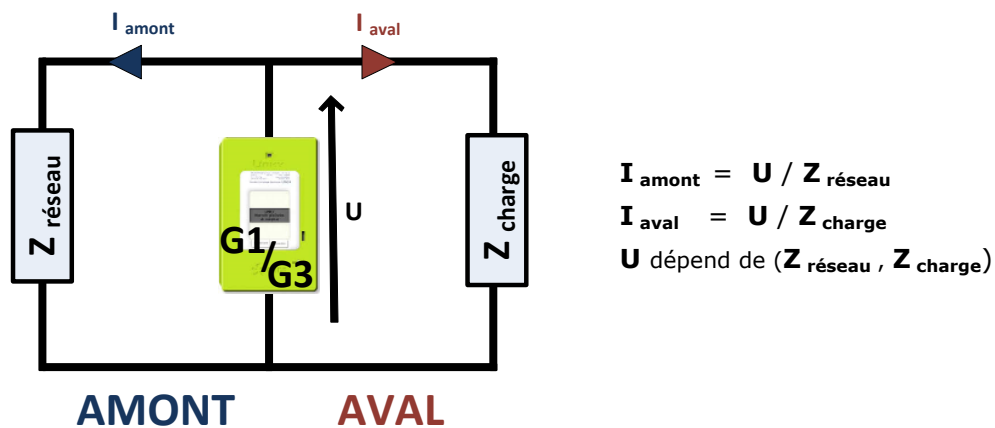 I amont
I aval
Z réseau
G1/G3
U
Z charge
I amont = U / Z réseau
I aval = U / Z charge
U dépend de (Z réseau , Z charge)
AMONT
AVAL